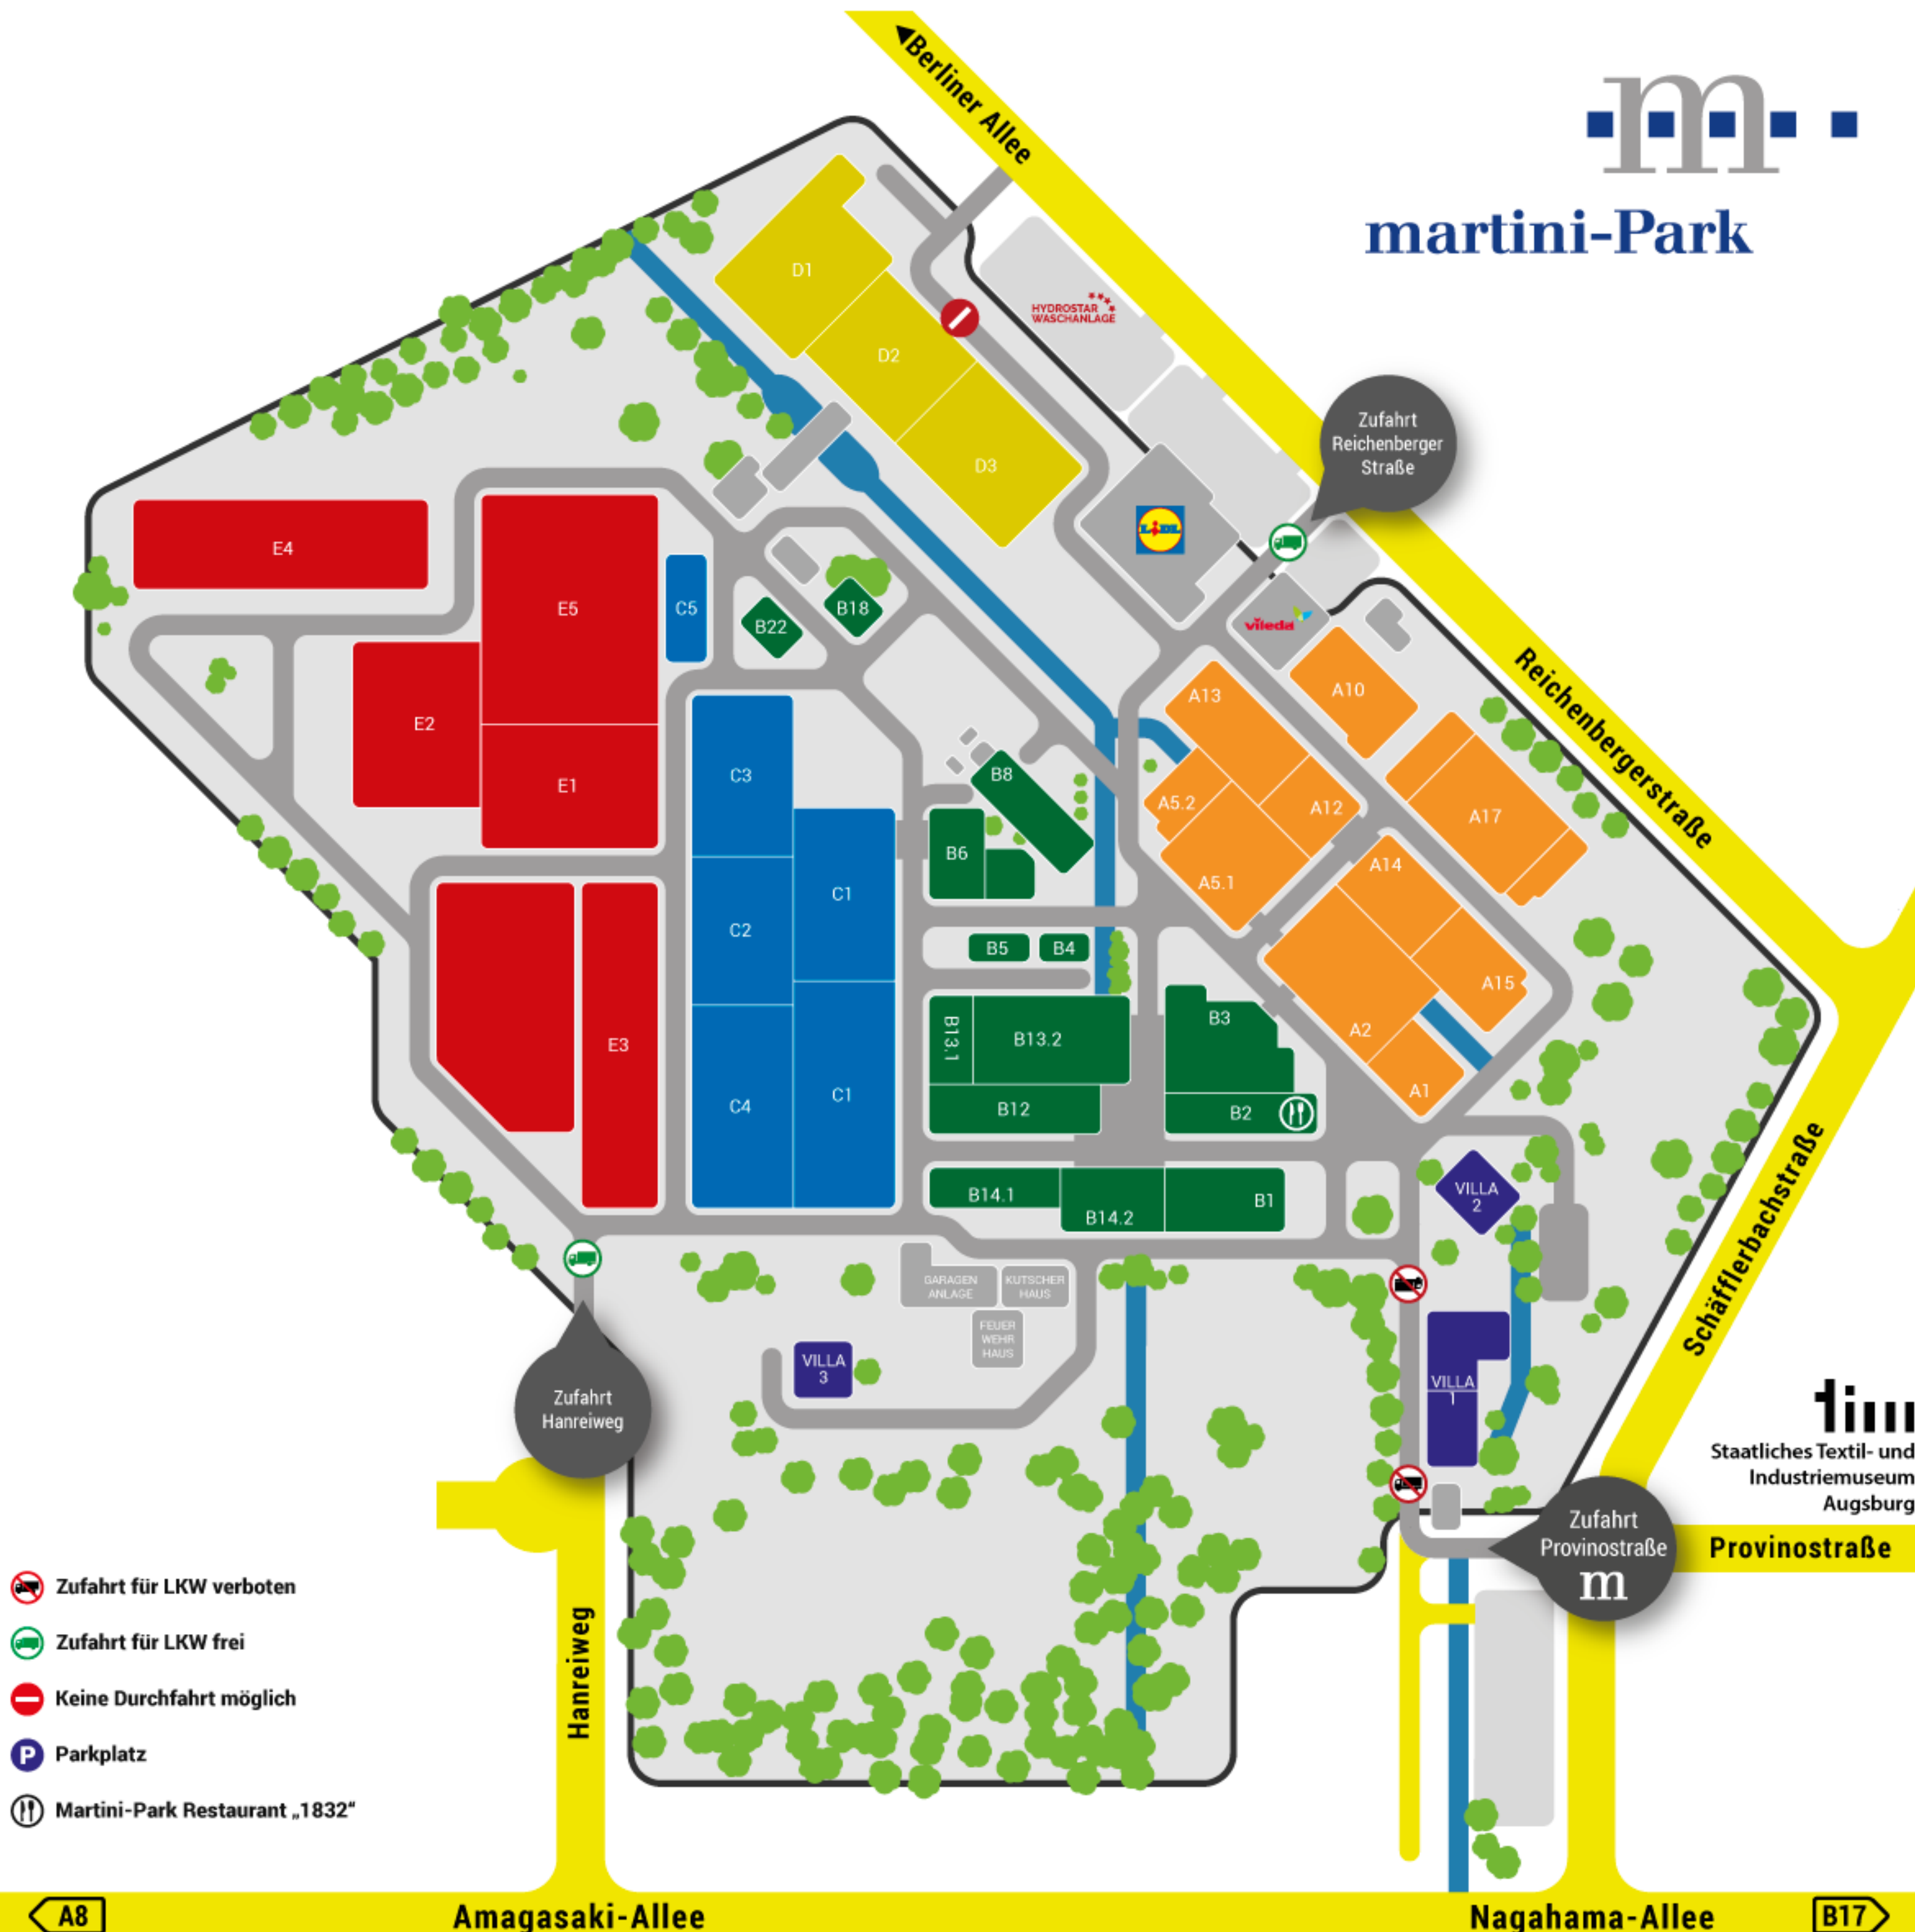 Berliner Allee
m
martini-Park
D1
HYDROSTAR
WASCHANLAGE
D2
Zufahrt
Reichenberger
Straße
D3
LIDL
E4
E5
C5
B18
B22
vileda
Reichenbergerstraße
A10
A13
E2
C3
B8
E1
A5.2
A12
A17
B6
A14
A5.1
C1
C2
B5
B4
A15
B3
A2
B13.1
B13.2
E3
A1
C4
C1
B12
B2
VILLA
2
B14.1
B14.2
B1
Schäfflerbachstraße
GARAGEN
ANLAGE
KUTSCHER
HAUS
FEUER
WEHR
HAUS
VILLA
3
VILLA
1
Zufahrt
Hanreiweg
tim
Staatliches Textil- und
Industriemuseum
Augsburg
Zufahrt
Provinostraße
m
Provinostraße
Zufahrt für LKW verboten
Zufahrt für LKW frei
Keine Durchfahrt möglich
P Parkplatz
Martini-Park Restaurant „1832“
Hanreiweg
A8
Amagasaki-Allee
Nagahama-Allee
B17